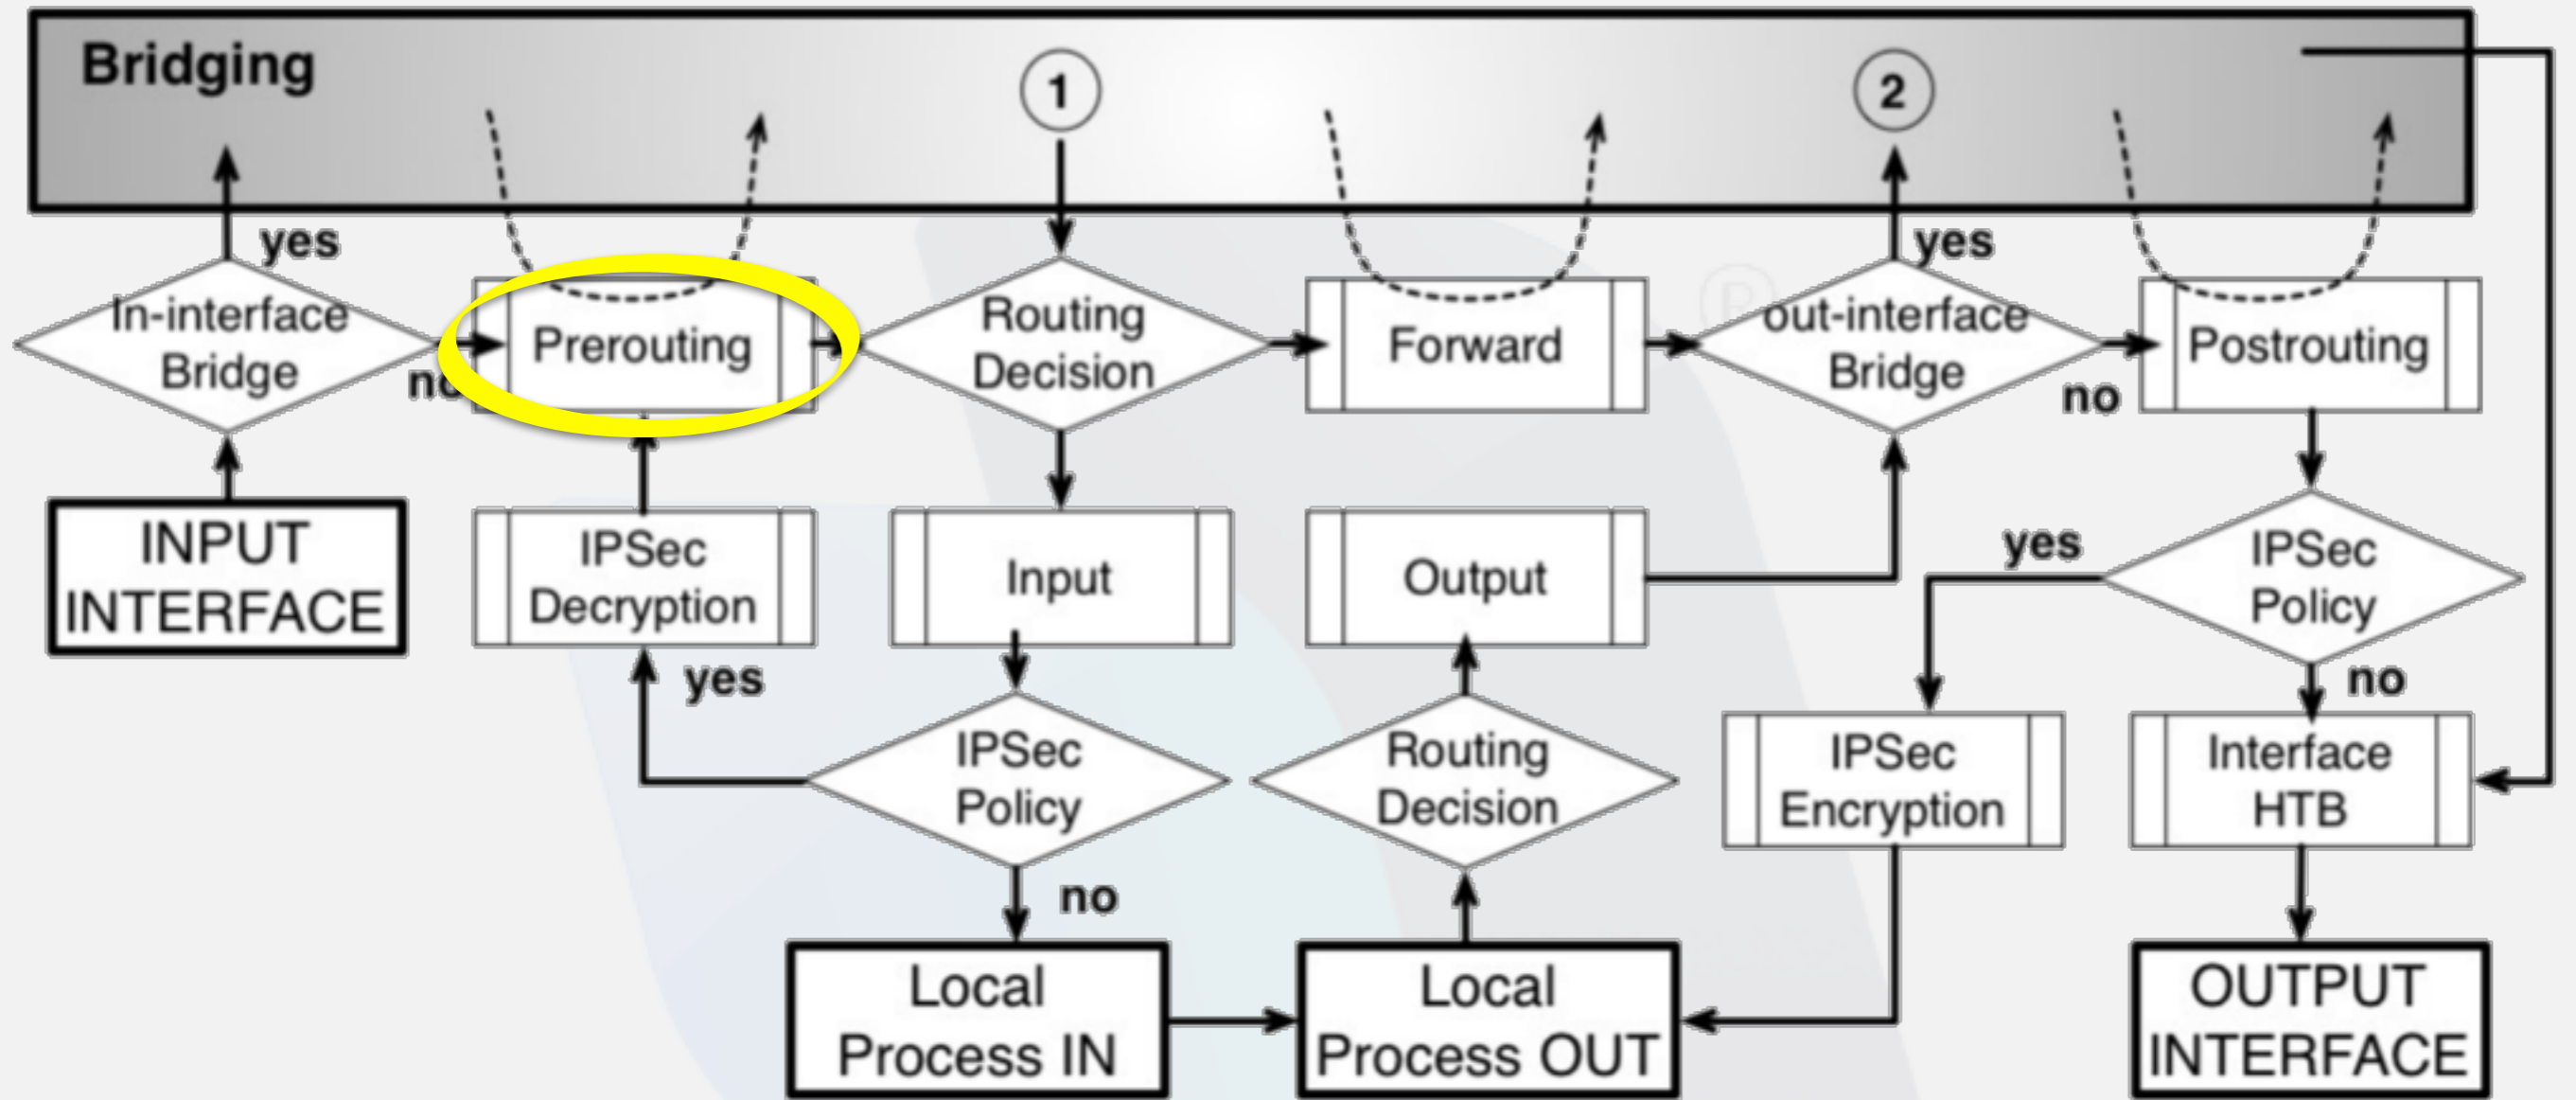 Bridging
1
2
yes
yes
In-interface
Bridge
no
Prerouting
Routing
Decision
Forward
out-interface
Bridge
no
Postrouting
®
INPUT
INTERFACE
IPSec
Decryption
yes
Input
Output
yes
IPSec
Policy
no
IPSec
Policy
no
Routing
Decision
IPSec
Encryption
Interface
HTB
Local
Process IN
Local
Process OUT
OUTPUT
INTERFACE